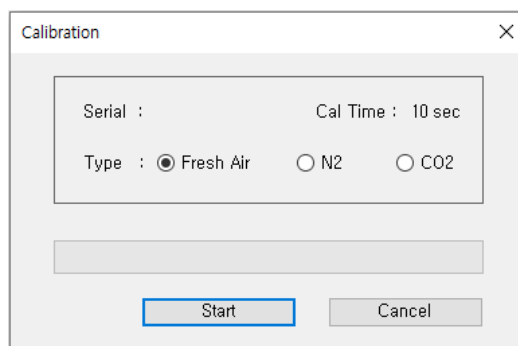 Calibration
Serial : Cal Time : 10 sec
Type : Fresh Air N2 CO2
Start Cancel